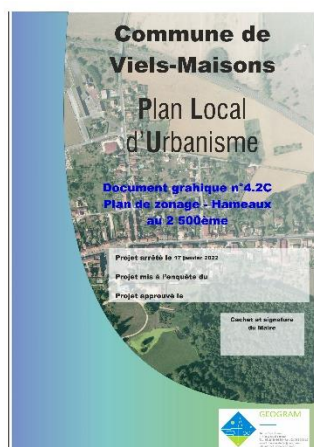 Commune de
Viels-Maisons
Plan Local
d'Urbanisme
Document grahique n°4.2C
Plan de zonage - Hameaux
au 2 500ème
Projet arrêté le 17 janvier 2022
Projet mis à l'enquête du
Projet approuvé le
Cachet et signature
du Maire
GEOGRAM